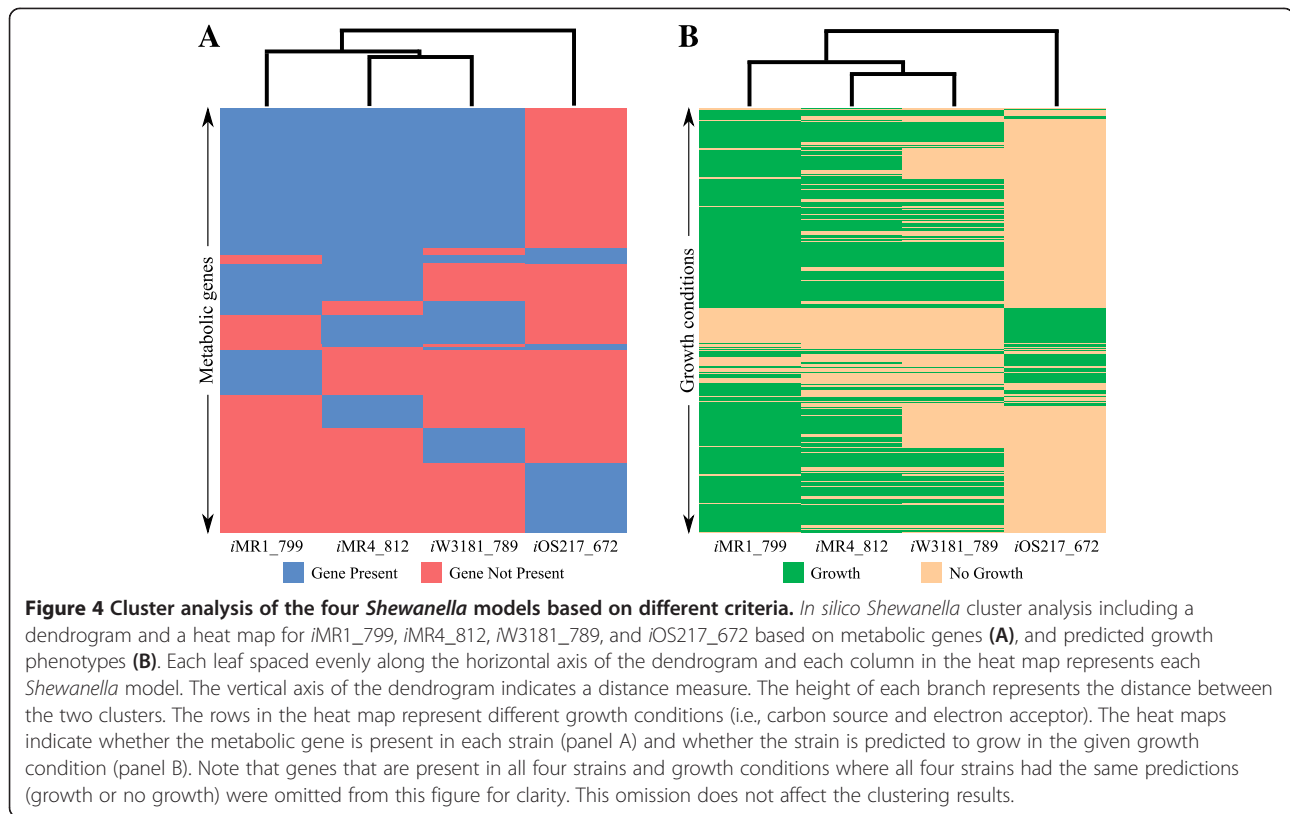 A
B
Metabolic genes
Growth conditions
iMR1_799 iMR4_812 iW3181_789 iOS217_672
iMR1_799 iMR4_812 iW3181_789 iOS217_672
Gene Present Gene Not Present
Growth No Growth
Figure 4 Cluster analysis of the four Shewanella models based on different criteria. In silico Shewanella cluster analysis including a
dendrogram and a heat map for iMR1_799, iMR4_812, iW3181_789, and iOS217_672 based on metabolic genes (A), and predicted growth
phenotypes (B). Each leaf spaced evenly along the horizontal axis of the dendrogram and each column in the heat map represents each
Shewanella model. The vertical axis of the dendrogram indicates a distance measure. The height of each branch represents the distance between
the two clusters. The rows in the heat map represent different growth conditions (i.e., carbon source and electron acceptor). The heat maps
indicate whether the metabolic gene is present in each strain (panel A) and whether the strain is predicted to grow in the given growth
condition (panel B). Note that genes that are present in all four strains and growth conditions where all four strains had the same predictions
(growth or no growth) were omitted from this figure for clarity. This omission does not affect the clustering results.